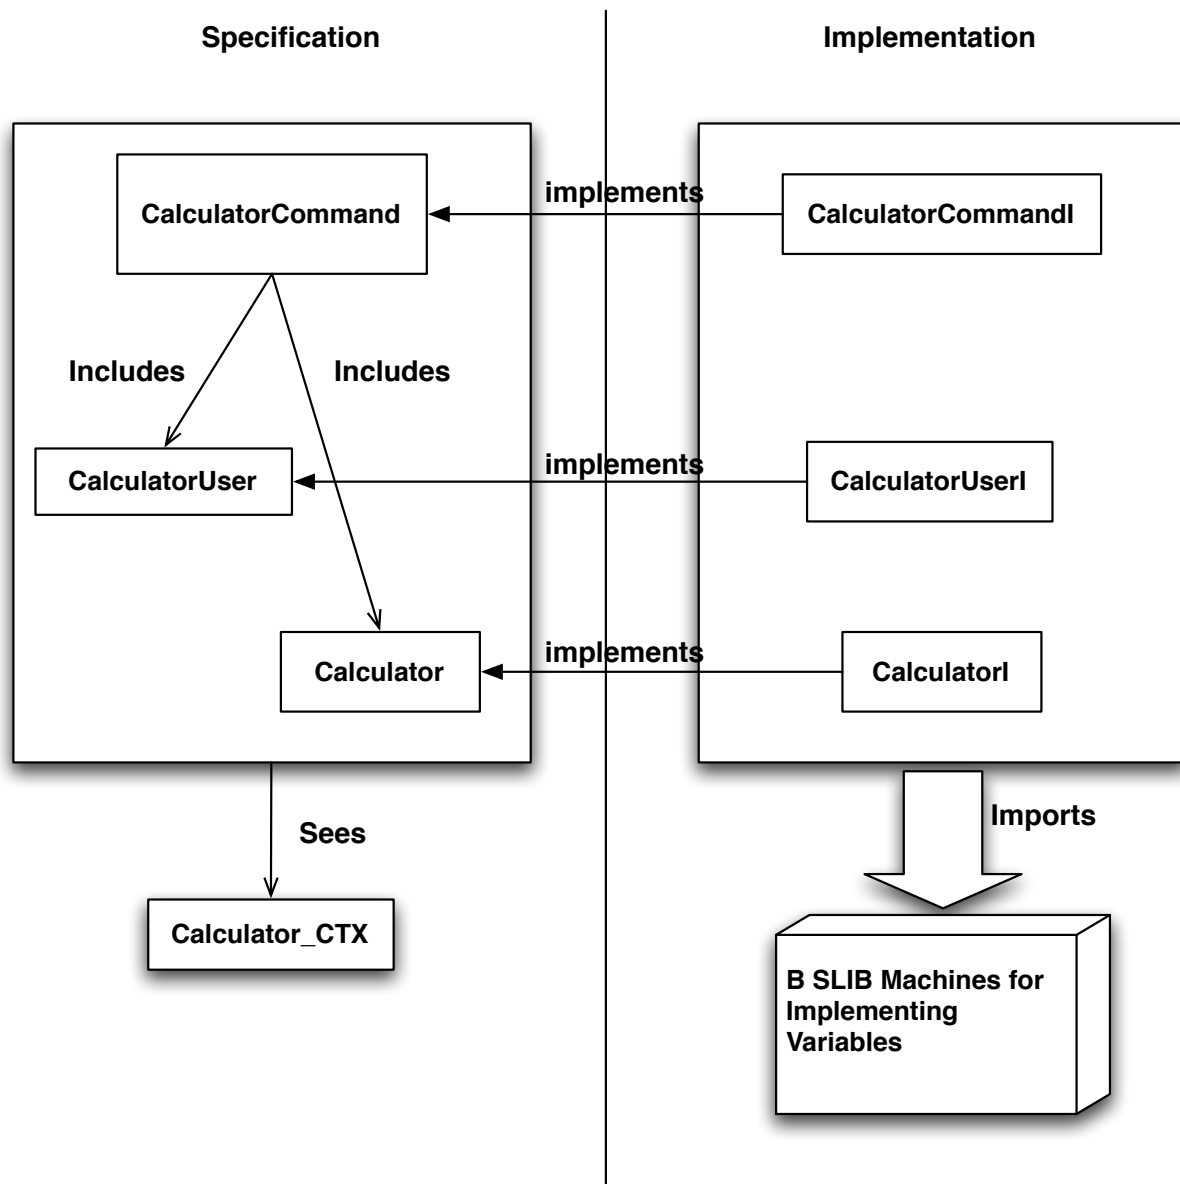 Specification
Implementation
CalculatorCommand
implements
CalculatorCommandI
Includes
Includes
CalculatorUser
implements
CalculatorUserI
Calculator
implements
CalculatorI
Sees
Imports
Calculator_CTX
B SLIB Machines for
Implementing
Variables